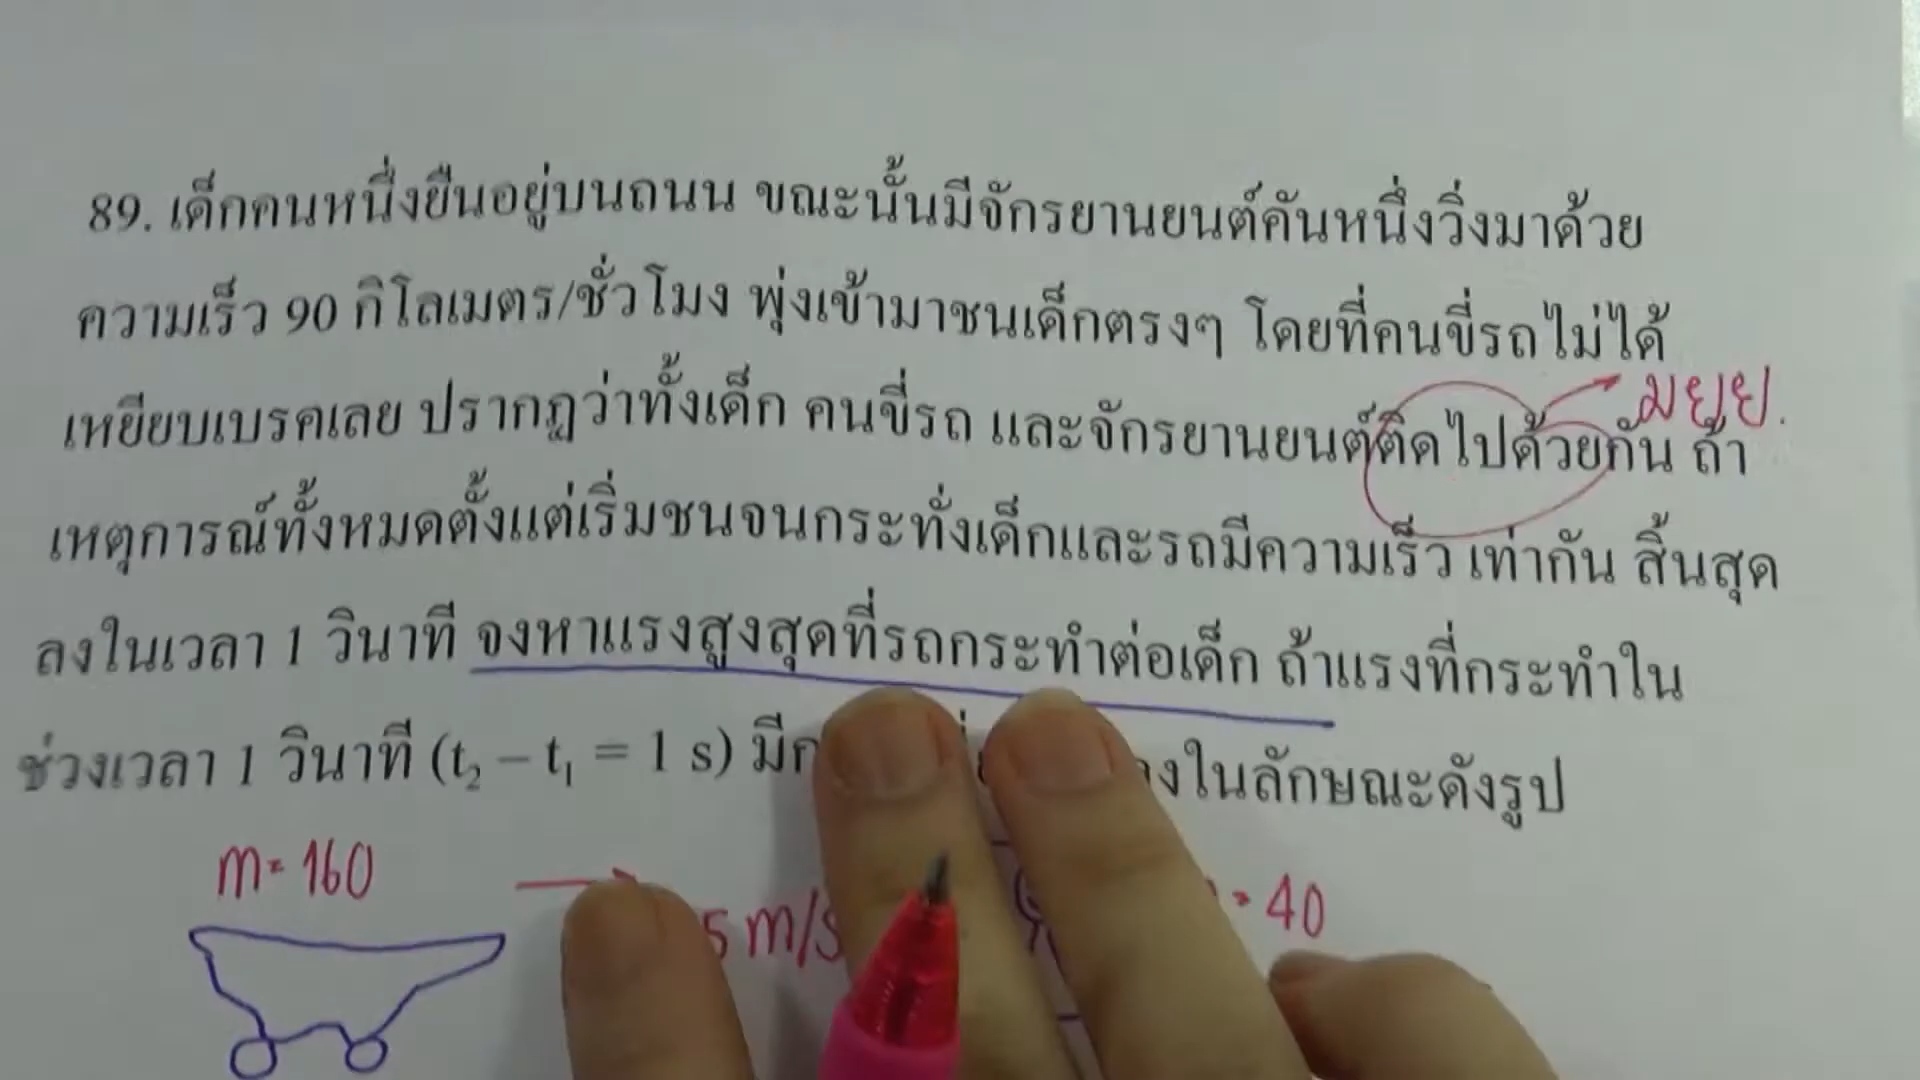 89. เด็กคนหนึ่งยืนอยู่บนถนน ขณะนั้นมีจักรยานยนต์คันหนึ่งวิ่งมาด้วย
ความเร็ว 90 กิโลเมตร/ชั่วโมง พุ่งเข้ามาชนเด็กตรงๆ โดยที่คนขี่รถไม่ได้
มยย.
เหยียบเบรคเลย ปรากฏว่าทั้งเด็ก คนขี่รถ และจักรยานยนต์ติดไปด้วยกัน ถ้า
เหตุการณ์ทั้งหมดตั้งแต่เริ่มชนจนกระทั่งเด็กและรถมีความเร็ว เท่ากัน สิ้นสุด
ลงในเวลา 1 วินาที จงหาแรงสูงสุดที่รถกระทำต่อเด็ก ถ้าแรงที่กระทำใน
ช่วงเวลา 1 วินาที (t₂ – t₁ = 1 s) ในลักษณะดังรูป
m = 160
5 m/s
= 40